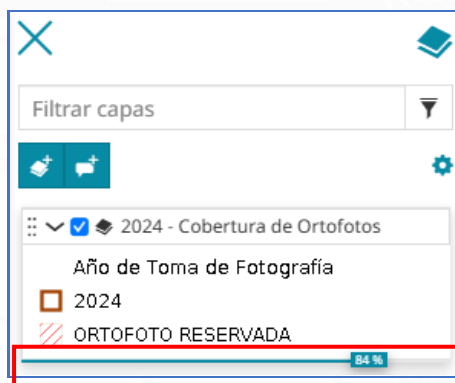 Filtrar capas
2024 - Cobertura de Ortofotos
Año de Toma de Fotografía
2024
ORTOFOTO RESERVADA
84 %